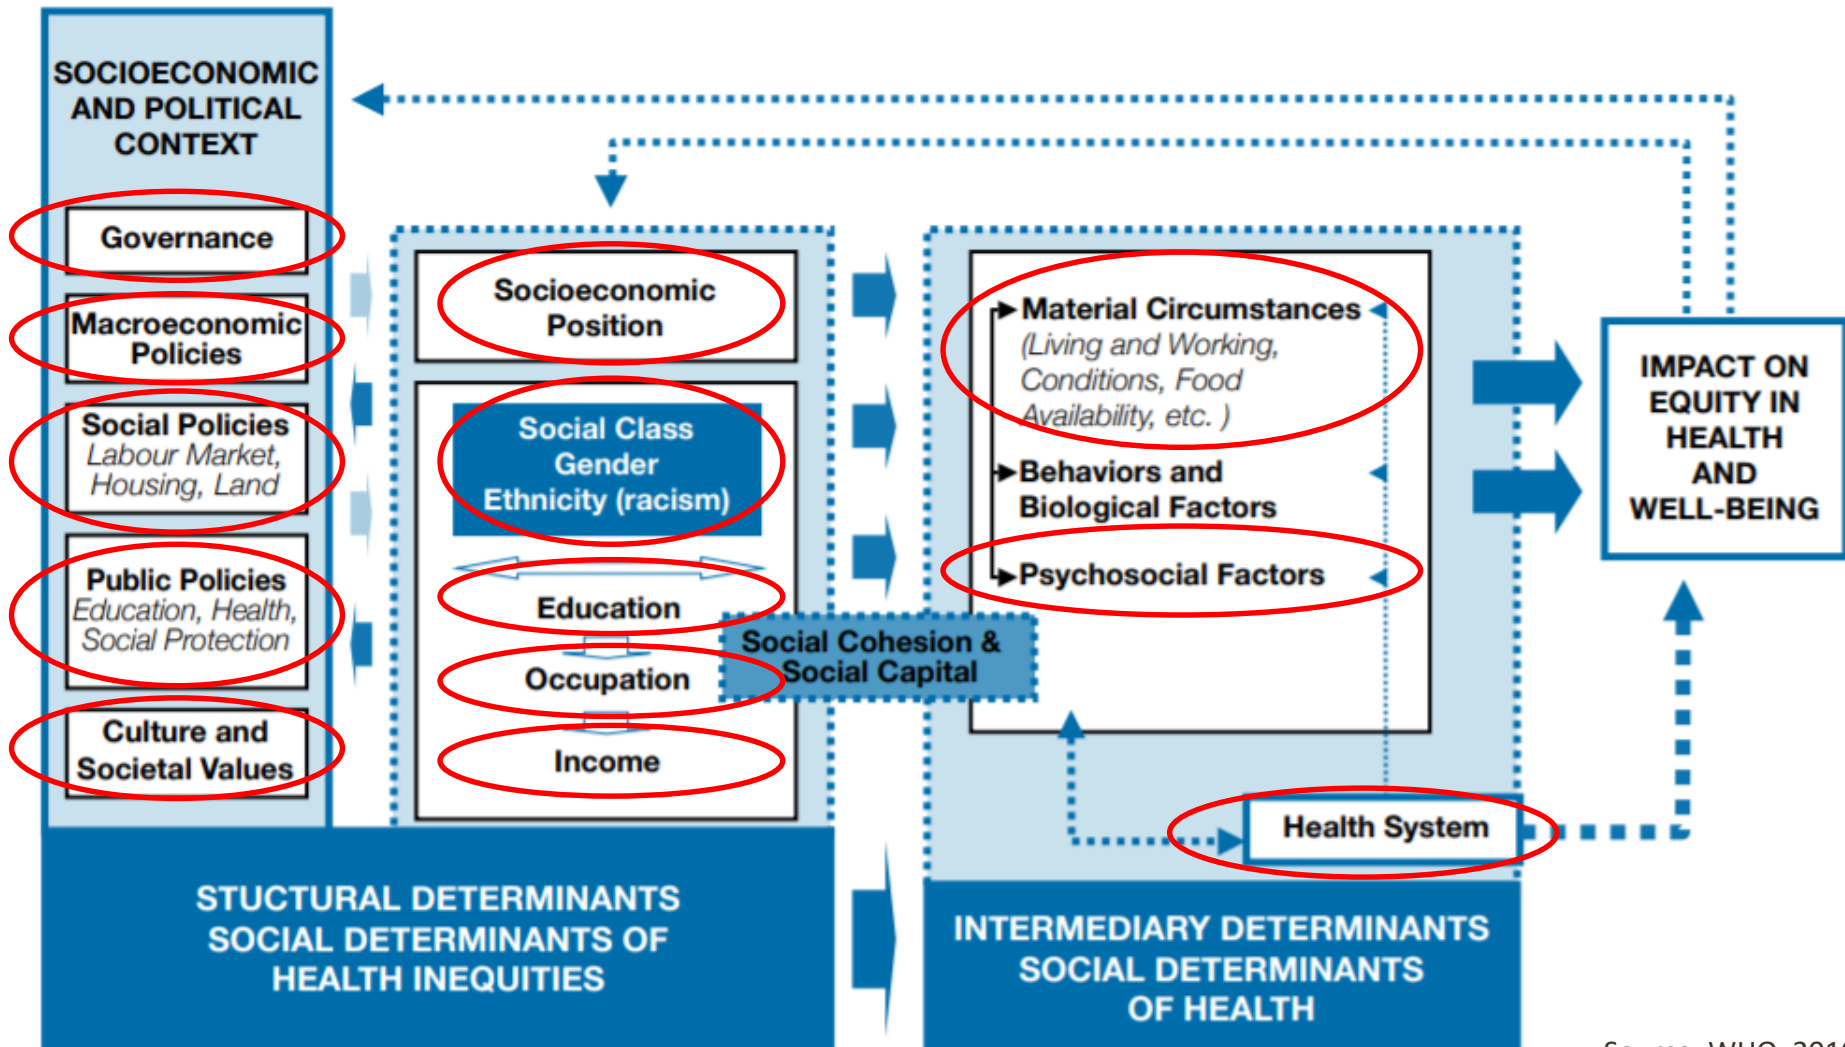 SOCIOECONOMIC
AND POLITICAL
CONTEXT
Governance
Macroeconomic
Policies
Social Policies
Labour Market,
Housing, Land
Public Policies
Education, Health,
Social Protection
Culture and
Societal Values
Socioeconomic
Position
Social Class
Gender
Ethnicity (racism)
Education
Occupation
Income
Social Cohesion &
Social Capital
Material Circumstances
(Living and Working,
Conditions, Food
Availability, etc. )
Behaviors and
Biological Factors
Psychosocial Factors
Health System
IMPACT ON
EQUITY IN
HEALTH
AND
WELL-BEING
STUCTURAL DETERMINANTS
SOCIAL DETERMINANTS OF
HEALTH INEQUITIES
INTERMEDIARY DETERMINANTS
SOCIAL DETERMINANTS
OF HEALTH
Source: WHO